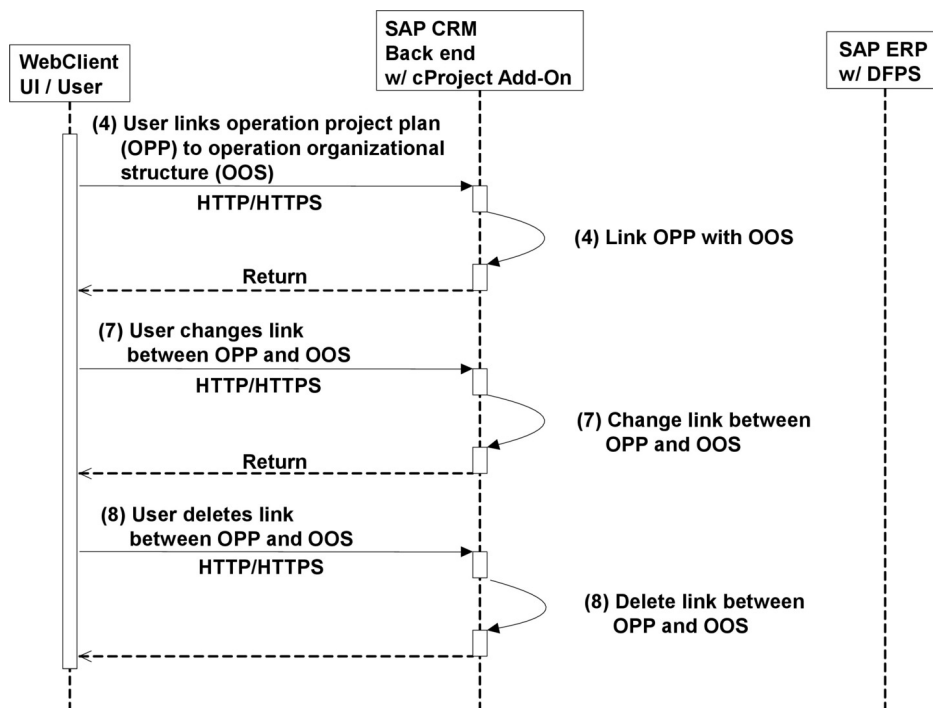 WebClient
UI / User
SAP CRM
Back end
w/ cProject Add-On
SAP ERP
w/ DFPS
(4) User links operation project plan
(OPP) to operation organizational
structure (OOS)
HTTP/HTTPS
(4) Link OPP with OOS
Return
(7) User changes link
between OPP and OOS
HTTP/HTTPS
(7) Change link between
OPP and OOS
Return
(8) User deletes link
between OPP and OOS
HTTP/HTTPS
(8) Delete link between
OPP and OOS